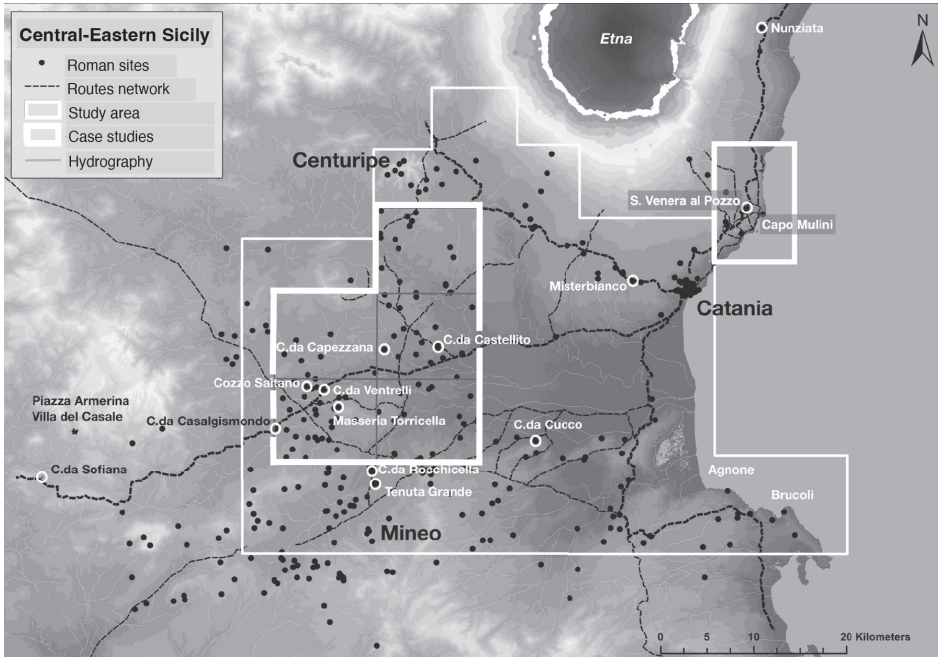 Central-Eastern Sicily
Roman sites
Routes network
Study area
Case studies
Hydrography
Etna
Nunziata
N
Centuripe
S. Venera al Pozzo
Capo Mulini
Misterbianco
Catania
C.da Capezzana
C.da Castellito
Cozzo Saitano
C.da Ventrelli
Piazza Armerina
Villa del Casale
Masseria Torricella
C.da Casalgismondo
C.da Cucco
C.da Sofiana
C.da Rocchicella
Agnone
Tenuta Grande
Brucoli
Mineo
0 5 10 20 Kilometers